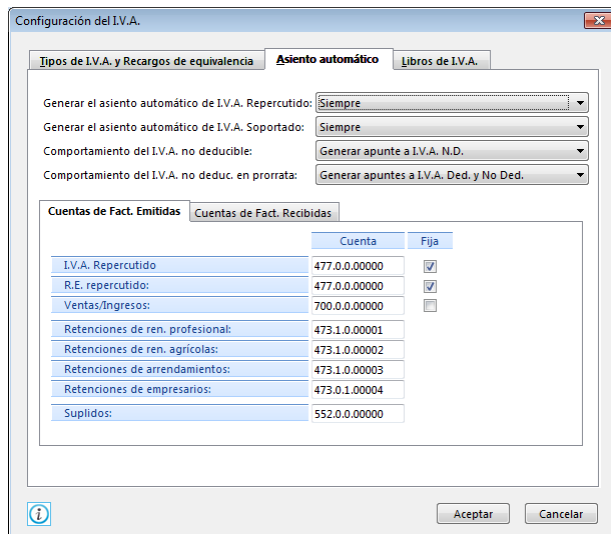 Configuración del I.V.A.
Tipos de I.V.A. y Recargos de equivalencia
Asiento automático
Libros de I.V.A.
Generar el asiento automático de I.V.A. Repercutido: Siempre
Generar el asiento automático de I.V.A. Soportado: Siempre
Comportamiento del I.V.A. no deducible: Generar apunte a I.V.A. N.D.
Comportamiento del I.V.A. no deduc. en prorrata: Generar apuntes a I.V.A. Ded. y No Ded.
Cuentas de Fact. Emitidas
Cuentas de Fact. Recibidas
Cuenta Fija
I.V.A. Repercutido 477.0.0.00000
R.E. repercutido: 477.0.0.00000
Ventas/Ingresos: 700.0.0.00000
Retenciones de ren. profesional: 473.1.0.00001
Retenciones de ren. agrícolas: 473.1.0.00002
Retenciones de arrendamientos: 473.1.0.00003
Retenciones de empresarios: 473.0.1.00004
Suplidos: 552.0.0.00000
Aceptar
Cancelar